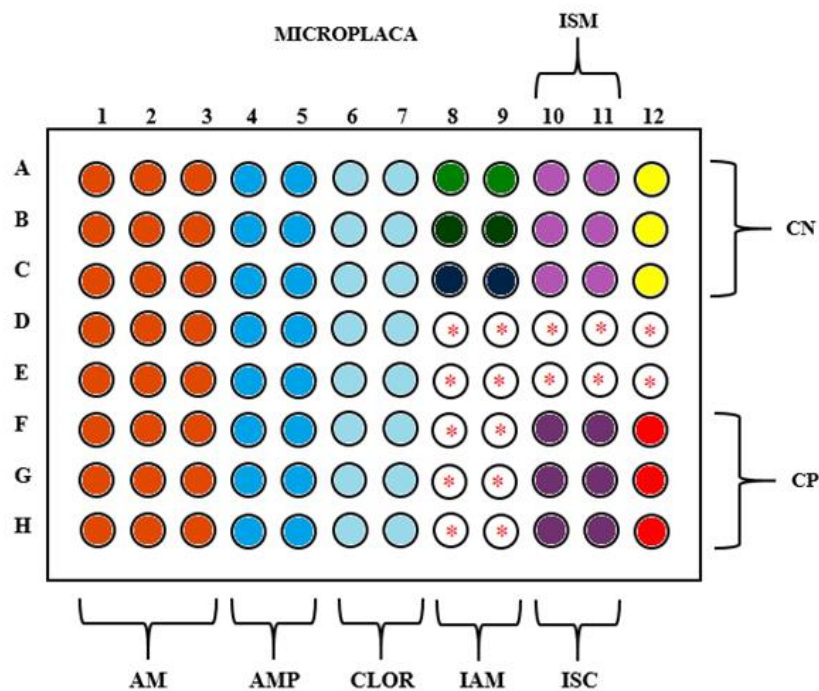 ISM
MICROPLACA
1 2 3 4 5 6 7 8 9 10 11 12
A
B
CN
C
D * * * * *
E * * * * *
F * *
G * *
CP
H * *
AM AMP CLOR IAM ISC